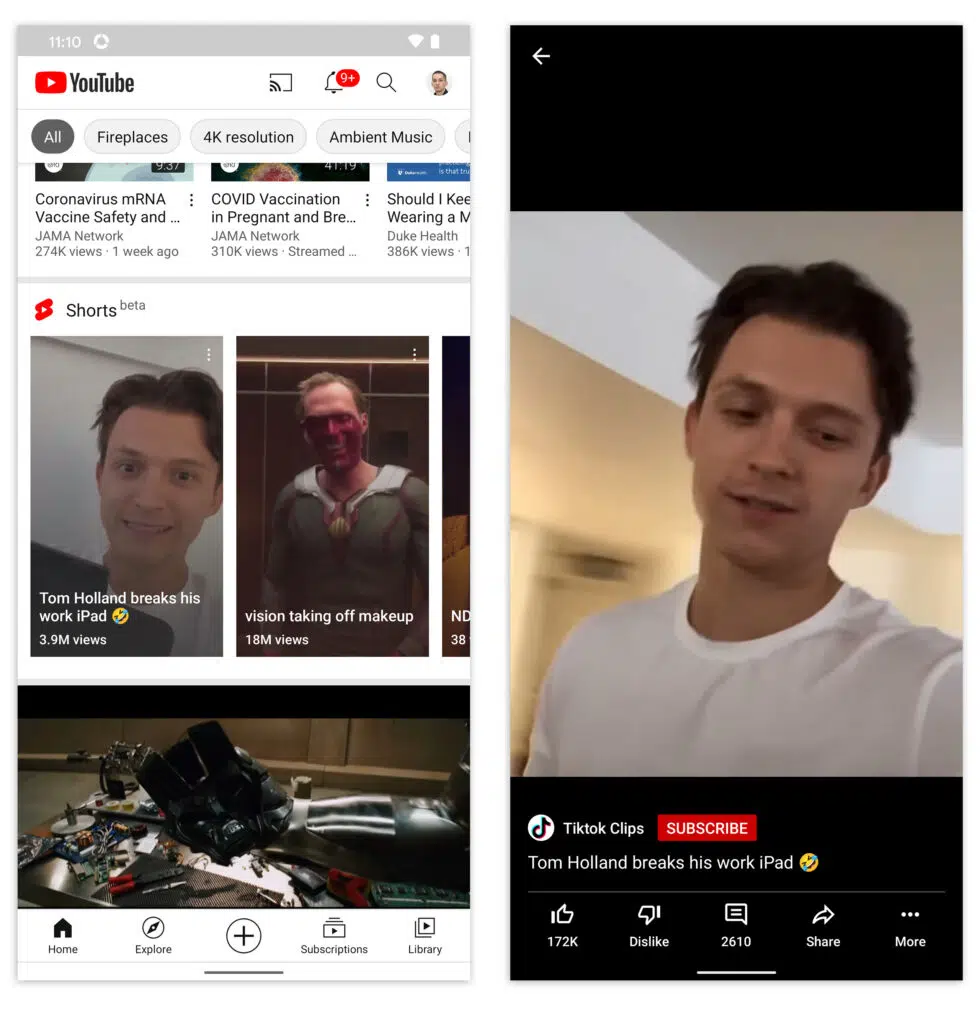 11:10
YouTube
9+
All
Fireplaces
4K resolution
Ambient Music
9:37
41:19
Coronavirus mRNA
Vaccine Safety and ...
JAMA Network
274K views · 1 week ago
COVID Vaccination
in Pregnant and Bre...
JAMA Network
310K views · Streamed ...
is that tru
Should I Kee
Wearing a M
Duke Health
386K views · 1
Shorts beta
Tom Holland breaks his
work iPad 🤣
3.9M views
vision taking off makeup
18M views
ND
38
Home
Explore
Subscriptions
Library
Tiktok Clips
SUBSCRIBE
Tom Holland breaks his work iPad 🤣
172K
Dislike
2610
Share
More